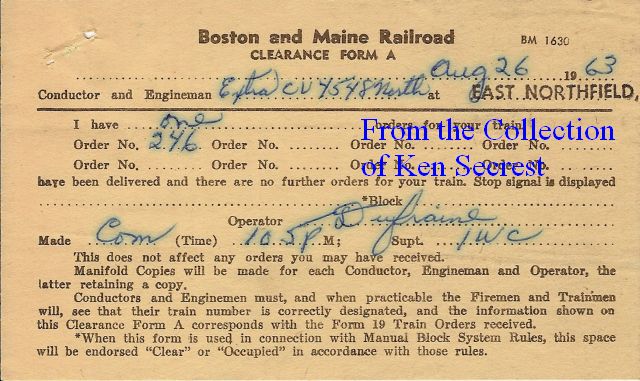 Boston and Maine Railroad
BM 1630
CLEARANCE FORM A
Aug 26 1963
Conductor and Engineman Extra CV 4548 North at EAST NORTHFIELD,
I have one orders for your train
Order No. 246 Order No. Order No. Order No.
Order No. Order No. Order No. Order No.
From the Collection
of Ken Secrest
have been delivered and there are no further orders for your train. Stop signal is displayed
*Block
Operator Dufraine
Made Com (Time) 10.5 P M; Supt. JWC
This does not affect any orders you may have received.
Manifold Copies will be made for each Conductor, Engineman and Operator, the
latter retaining a copy.
Conductors and Enginemen must, and when practicable the Firemen and Trainmen
will, see that their train number is correctly designated, and the information shown on
this Clearance Form A corresponds with the Form 19 Train Orders received.
*When this form is used in connection with Manual Block System Rules, this space
will be endorsed "Clear" or "Occupied" in accordance with those rules.